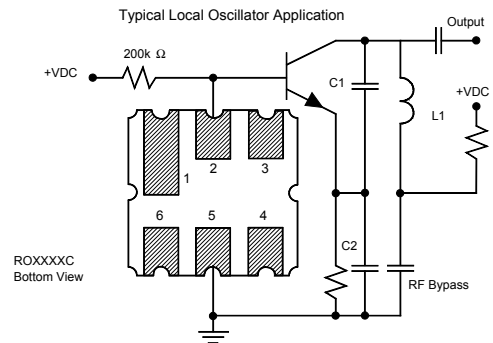 Typical Local Oscillator Application
Output
200k Ω
+VDC
C1
+VDC
L1
1
2
3
6
5
4
C2
ROXXXXC
Bottom View
RF Bypass